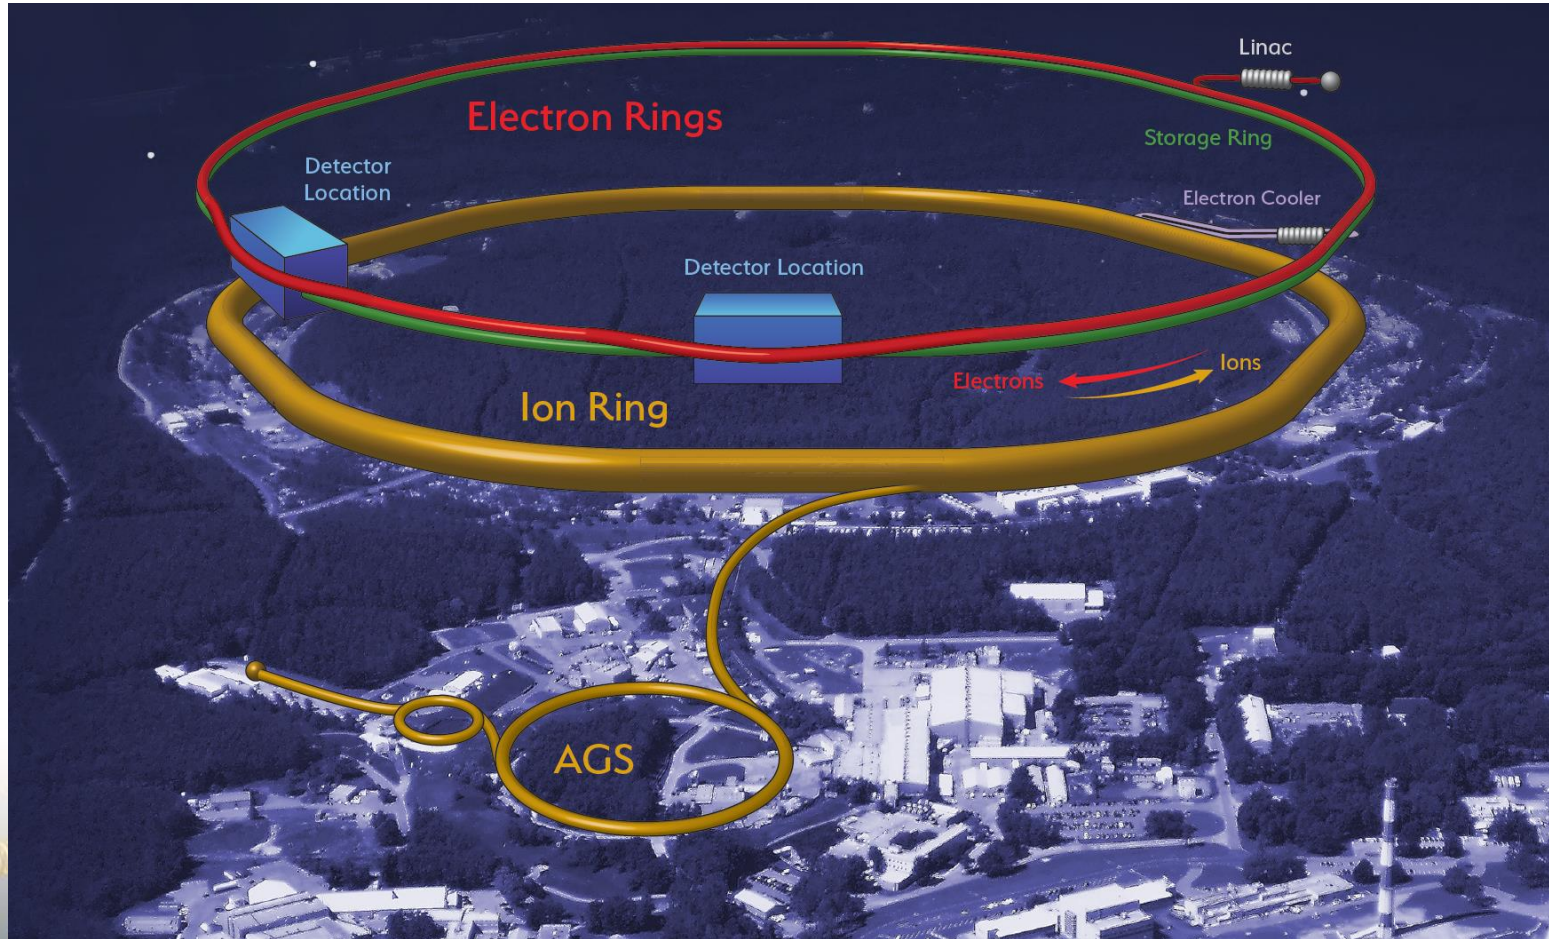 Linac
Electron Rings
Storage Ring
Detector
Location
Electron Cooler
Detector Location
Electrons
Ions
Ion Ring
AGS